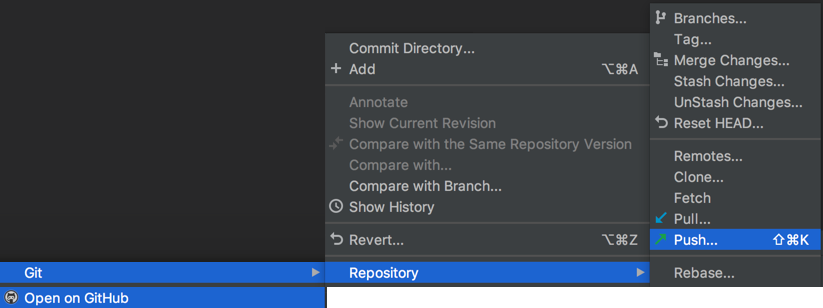 Git
Open on GitHub
Commit Directory...
Add ⌥⌘A
Annotate
Show Current Revision
Compare with the Same Repository Version
Compare with...
Compare with Branch...
Show History
Revert... ⌥⌘Z
Repository
Branches...
Tag...
Merge Changes...
Stash Changes...
UnStash Changes...
Reset HEAD...
Remotes...
Clone...
Fetch
Pull...
Push... ⇧⌘K
Rebase...